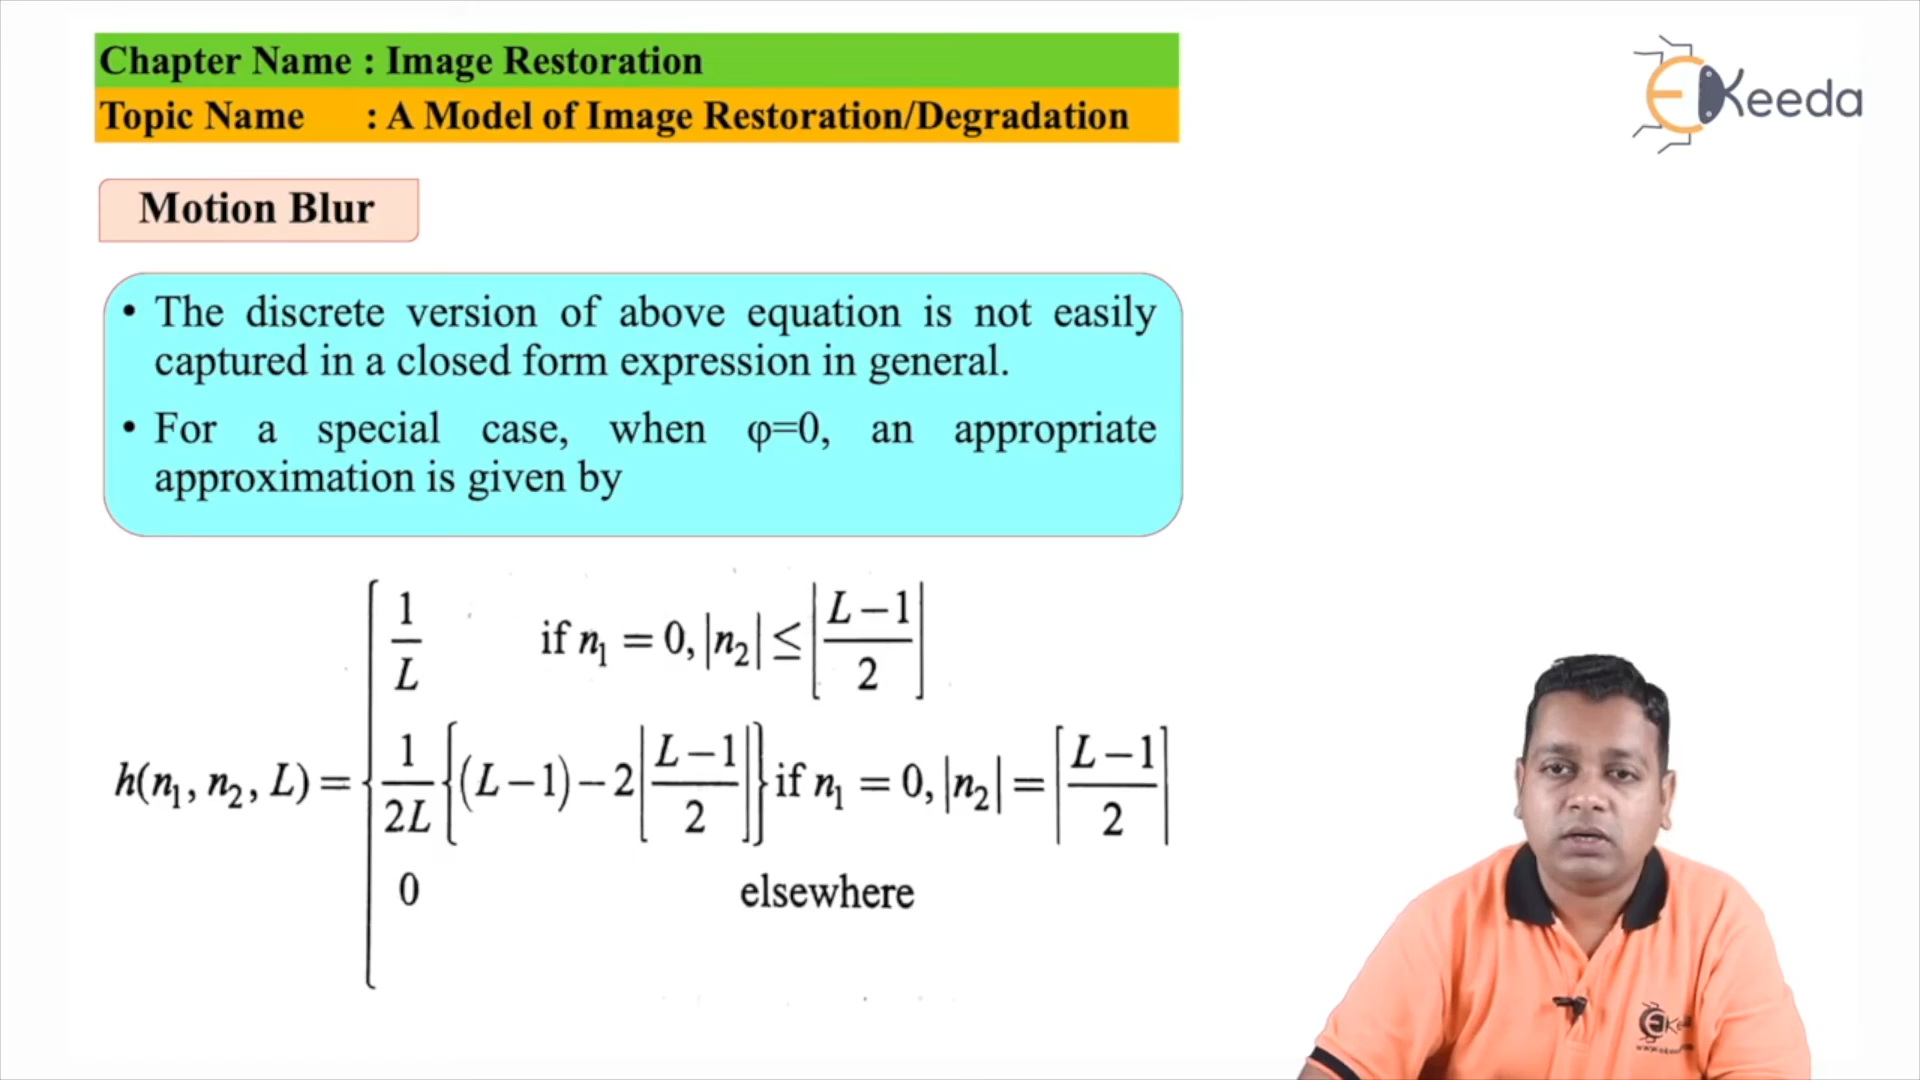 Chapter Name : Image Restoration
Topic Name : A Model of Image Restoration/Degradation
EKeeda
Motion Blur
• The discrete version of above equation is not easily
captured in a closed form expression in general.
• For a special case, when φ=0, an appropriate
approximation is given by
h(n₁, n₂, L) = { 1/L if n₁ = 0, |n₂| ≤ ⌊(L−1)/2⌋
1/2L {(L−1)−2⌊(L−1)/2⌋} if n₁ = 0, |n₂| = ⌈(L−1)/2⌉
0 elsewhere